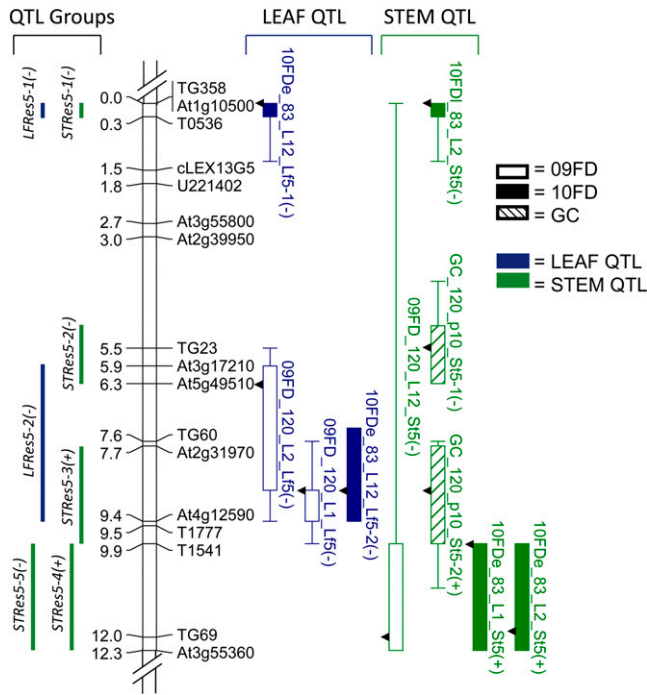 QTL Groups
LEAF QTL
STEM QTL
LFRes5-1(-)
STRes5-1(-)
STRes5-2(-)
LFRes5-2(-)
STRes5-3(+)
STRes5-5(-)
STRes5-4(+)
TG358
0.0 At1g10500
0.3 T0536
1.5 cLEX13G5
1.8 U221402
2.7 At3g55800
3.0 At2g39950
5.5 TG23
5.9 At3g17210
6.3 At5g49510
7.6 TG60
7.7 At2g31970
9.4 At4g12590
9.5 T1777
9.9 T1541
12.0 TG69
12.3 At3g55360
10FDe_83_L12_Lf5-1(-)
09FD_120_L2_Lf5(-)
09FD_120_L1_Lf5(-)
10FDe_83_L12_Lf5-2(-)
09FD_120_L12_St5(-)
10FDl_83_L2_St5(-)
GC_120_p10_St5-1(-)
GC_120_p10_St5-2(+)
10FDe_83_L1_St5(+)
10FDe_83_L2_St5(+)
= 09FD
= 10FD
= GC
= LEAF QTL
= STEM QTL